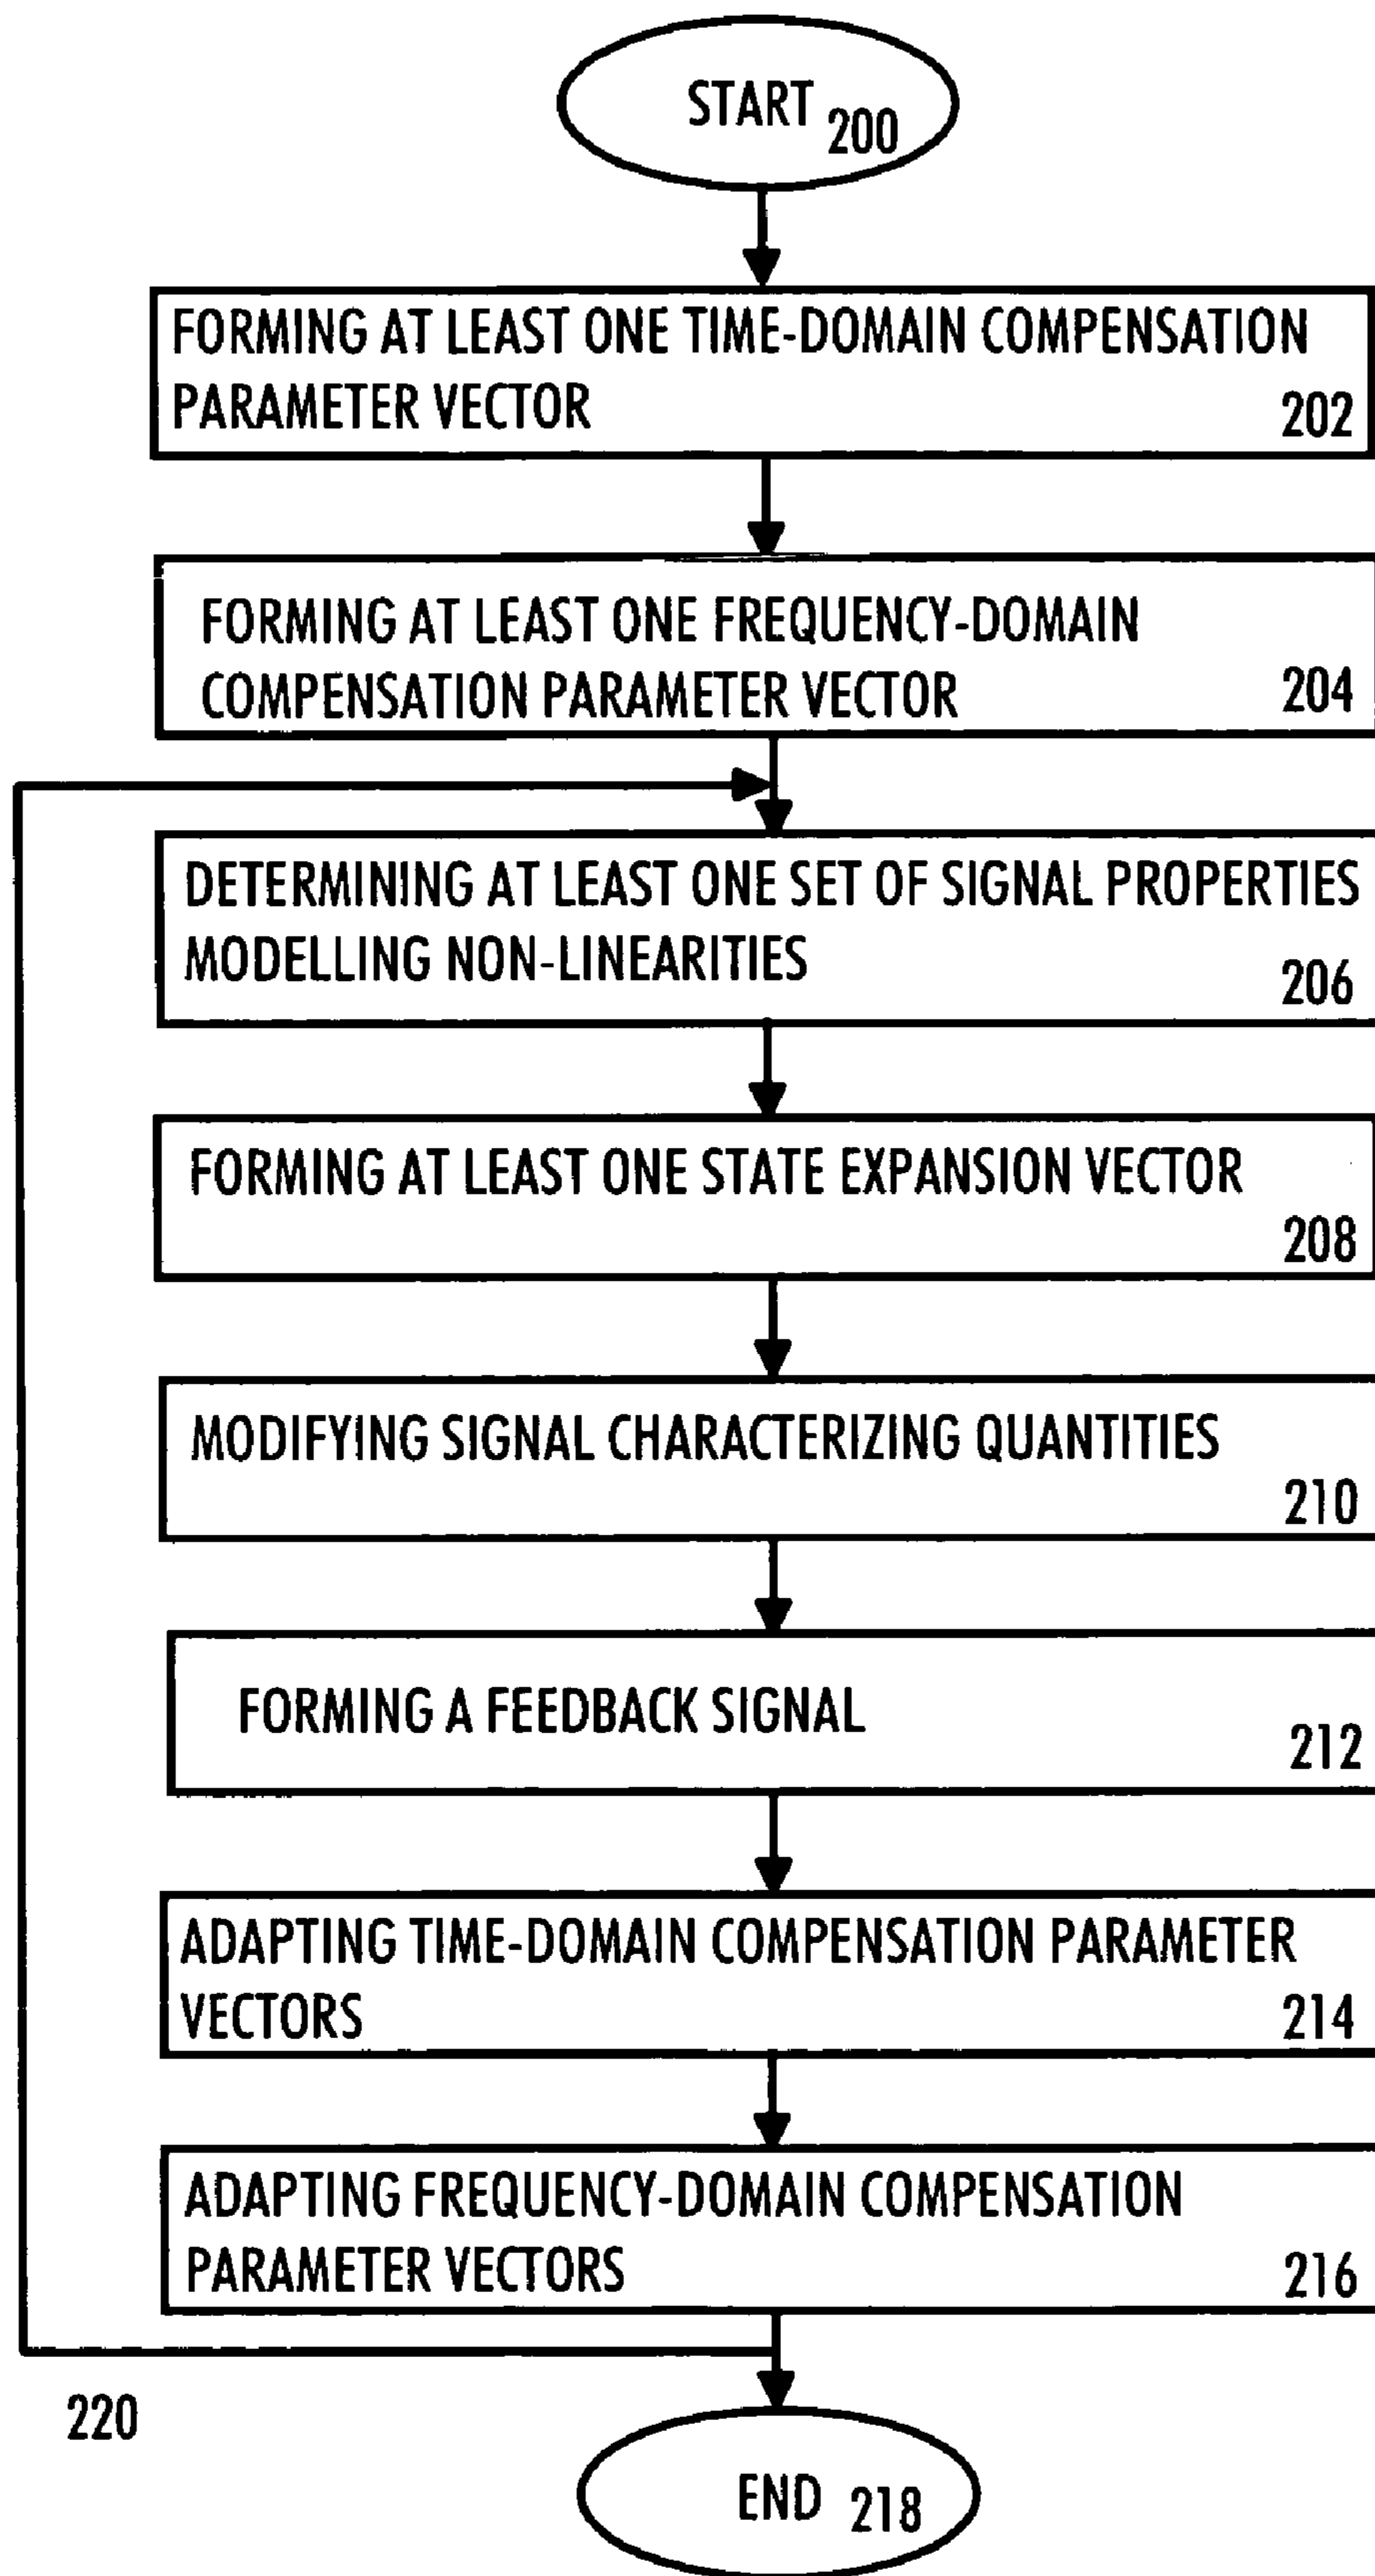 START 200
FORMING AT LEAST ONE TIME-DOMAIN COMPENSATION
PARAMETER VECTOR 202
FORMING AT LEAST ONE FREQUENCY-DOMAIN
COMPENSATION PARAMETER VECTOR 204
DETERMINING AT LEAST ONE SET OF SIGNAL PROPERTIES
MODELLING NON-LINEARITIES 206
FORMING AT LEAST ONE STATE EXPANSION VECTOR
208
MODIFYING SIGNAL CHARACTERIZING QUANTITIES
210
FORMING A FEEDBACK SIGNAL
212
ADAPTING TIME-DOMAIN COMPENSATION PARAMETER
VECTORS 214
ADAPTING FREQUENCY-DOMAIN COMPENSATION
PARAMETER VECTORS 216
220
END 218